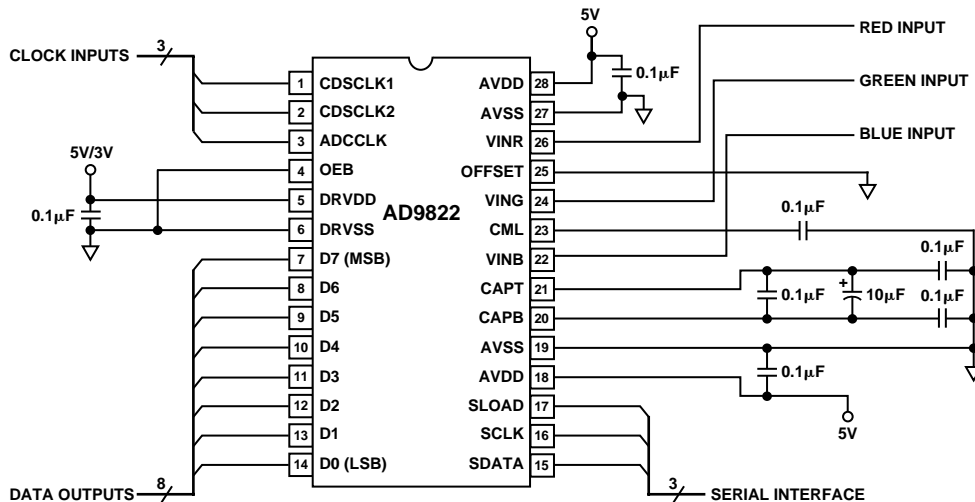 CLOCK INPUTS
3
5V/3V
0.1µF
DATA OUTPUTS
8
AD9822
1 CDSCLK1
2 CDSCLK2
3 ADCCLK
4 OEB
5 DRVDD
6 DRVSS
7 D7 (MSB)
8 D6
9 D5
10 D4
11 D3
12 D2
13 D1
14 D0 (LSB)
AVDD 28
AVSS 27
VINR 26
OFFSET 25
VING 24
CML 23
VINB 22
CAPT 21
CAPB 20
AVSS 19
AVDD 18
SLOAD 17
SCLK 16
SDATA 15
5V
0.1µF
RED INPUT
GREEN INPUT
BLUE INPUT
0.1µF
0.1µF
0.1µF
+
10µF
0.1µF
0.1µF
5V
3
SERIAL INTERFACE